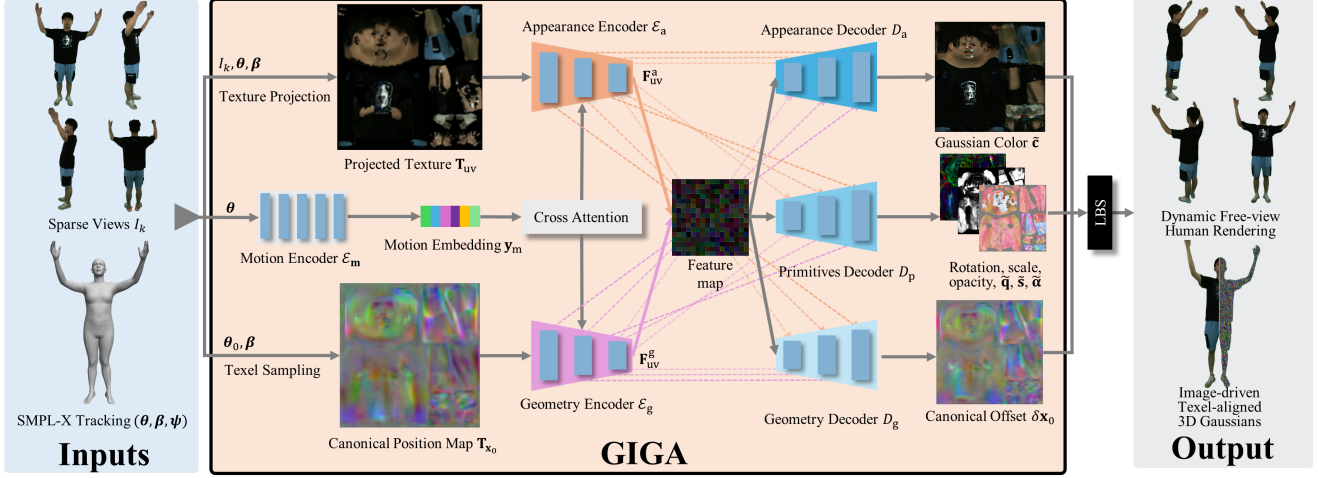 Sparse Views I_k
SMPL-X Tracking (θ, β, ψ)
Inputs
I_k, θ, β
Texture Projection
Projected Texture T_uv
θ
Motion Encoder ℰ_m
Motion Embedding y_m
θ_0, β
Texel Sampling
Canonical Position Map T_x_0
Appearance Encoder ℰ_a
F_uv^a
Cross Attention
Feature
map
F_uv^g
Geometry Encoder ℰ_g
Appearance Decoder D_a
Primitives Decoder D_p
Geometry Decoder D_g
Gaussian Color c̃
Rotation, scale,
opacity, q̃, s̃, α̃
Canonical Offset δx_0
GIGA
LBS
Dynamic Free-view
Human Rendering
Image-driven
Texel-aligned
3D Gaussians
Output